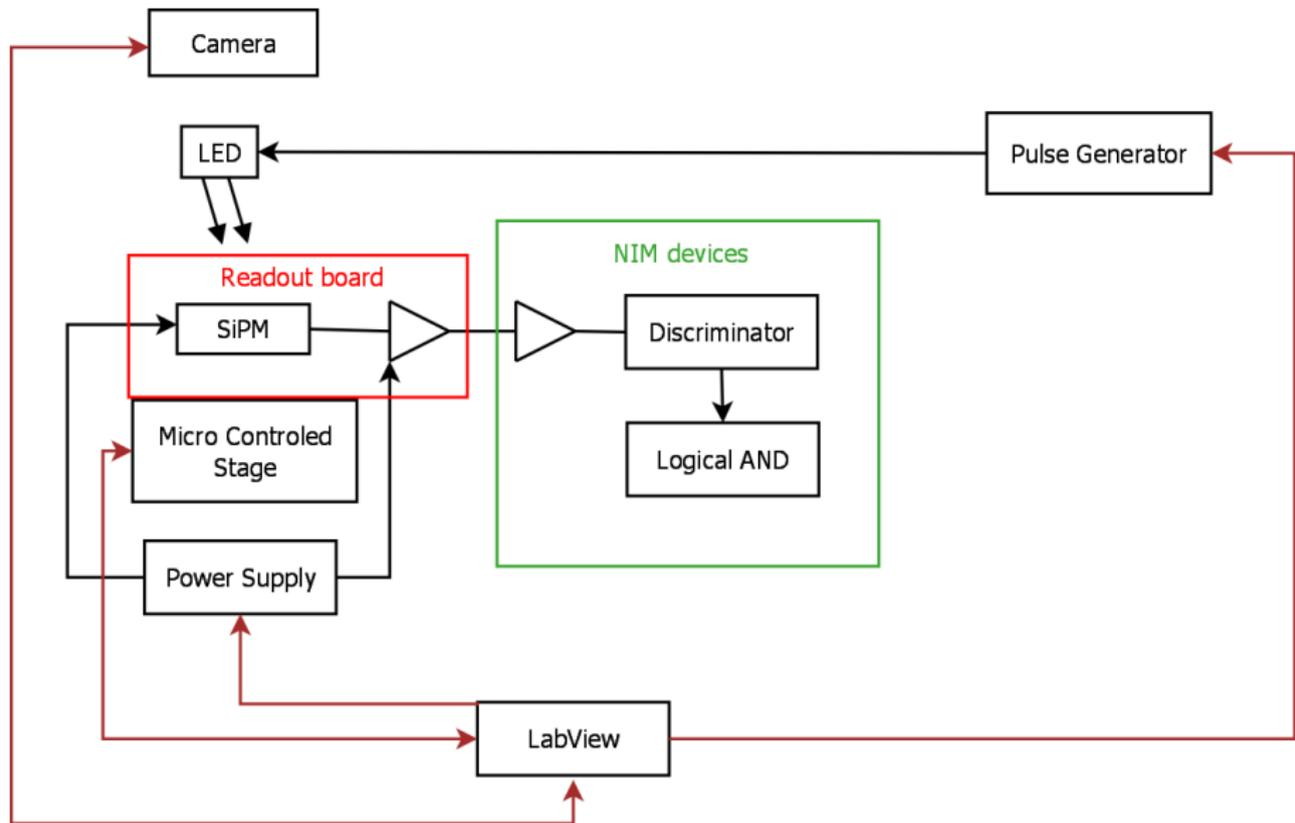 Camera
LED
Pulse Generator
NIM devices
Readout board
SiPM
Discriminator
Micro Controled
Stage
Logical AND
Power Supply
LabView